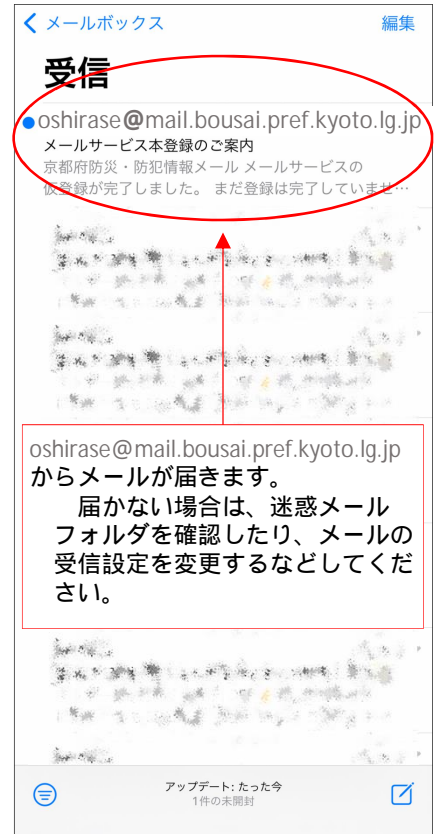 メールボックス 編集
受信
oshirase@mail.bousai.pref.kyoto.lg.jp
メールサービス本登録のご案内
京都府防災・防犯情報メール メールサービスの
仮登録が完了しました。 まだ登録は完了していませ…
oshirase@mail.bousai.pref.kyoto.lg.jp
からメールが届きます。
届かない場合は、迷惑メール
フォルダを確認したり、メールの
受信設定を変更するなどしてくだ
さい。
アップデート: たった今
1件の未開封